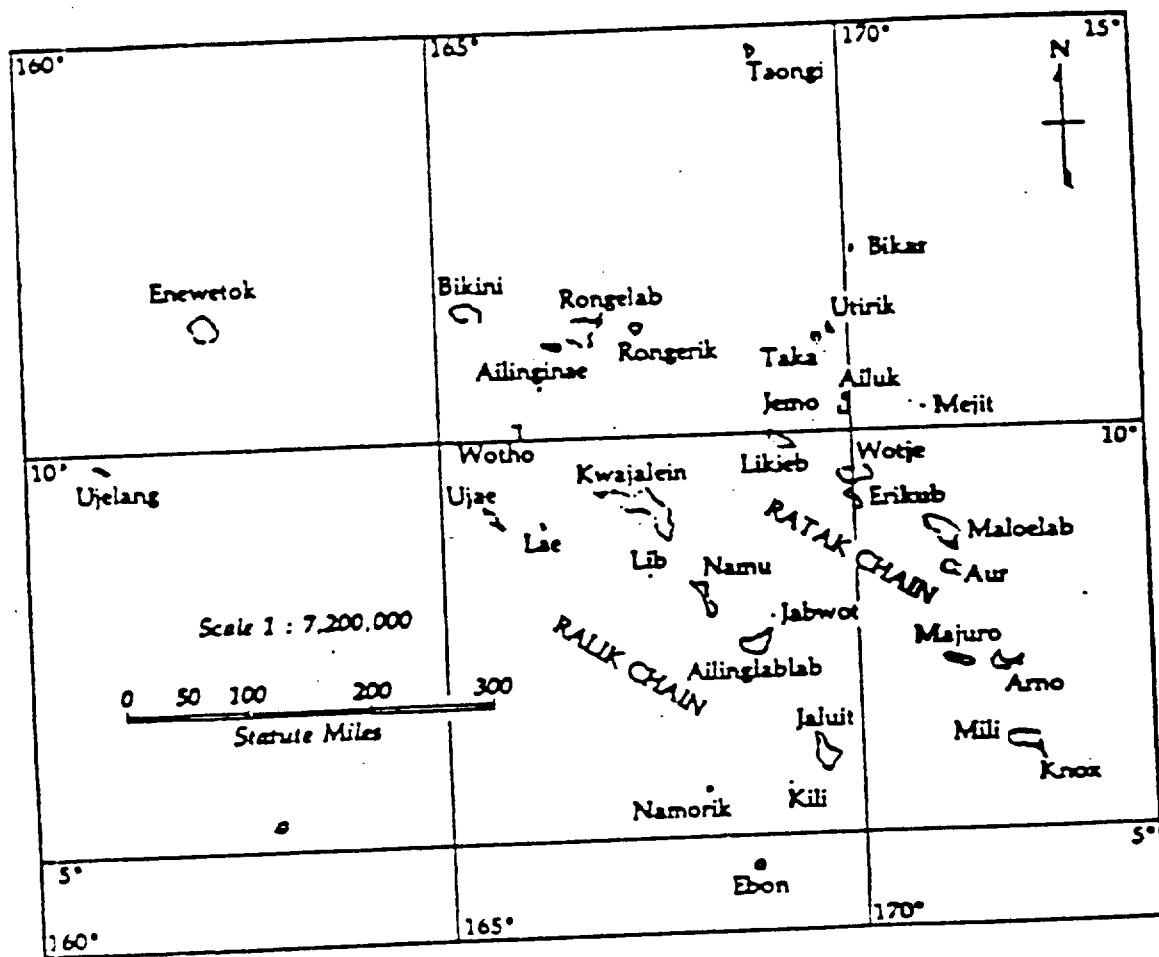 160°
165°
170°
15°
N
Taongi
Bikar
Enewetok
Bikini
Rongelab
Utirik
Rongerik
Taka
Ailinginae
Ailuk
Jemo
Mejit
10°
10°
Wotho
Likieb
Wotje
Ujelang
Ujae
Kwajalein
Erikub
Lae
RATAK CHAIN
Maloelab
Lib
Namu
Aur
Scale 1 : 7,200,000
Jabwot
RALIK CHAIN
Majuro
Ailinglablab
Arno
0 50 100 200 300
Statute Miles
Jaluit
Mili
Knox
Namorik
Kili
5°
5°
Ebon
160°
165°
170°